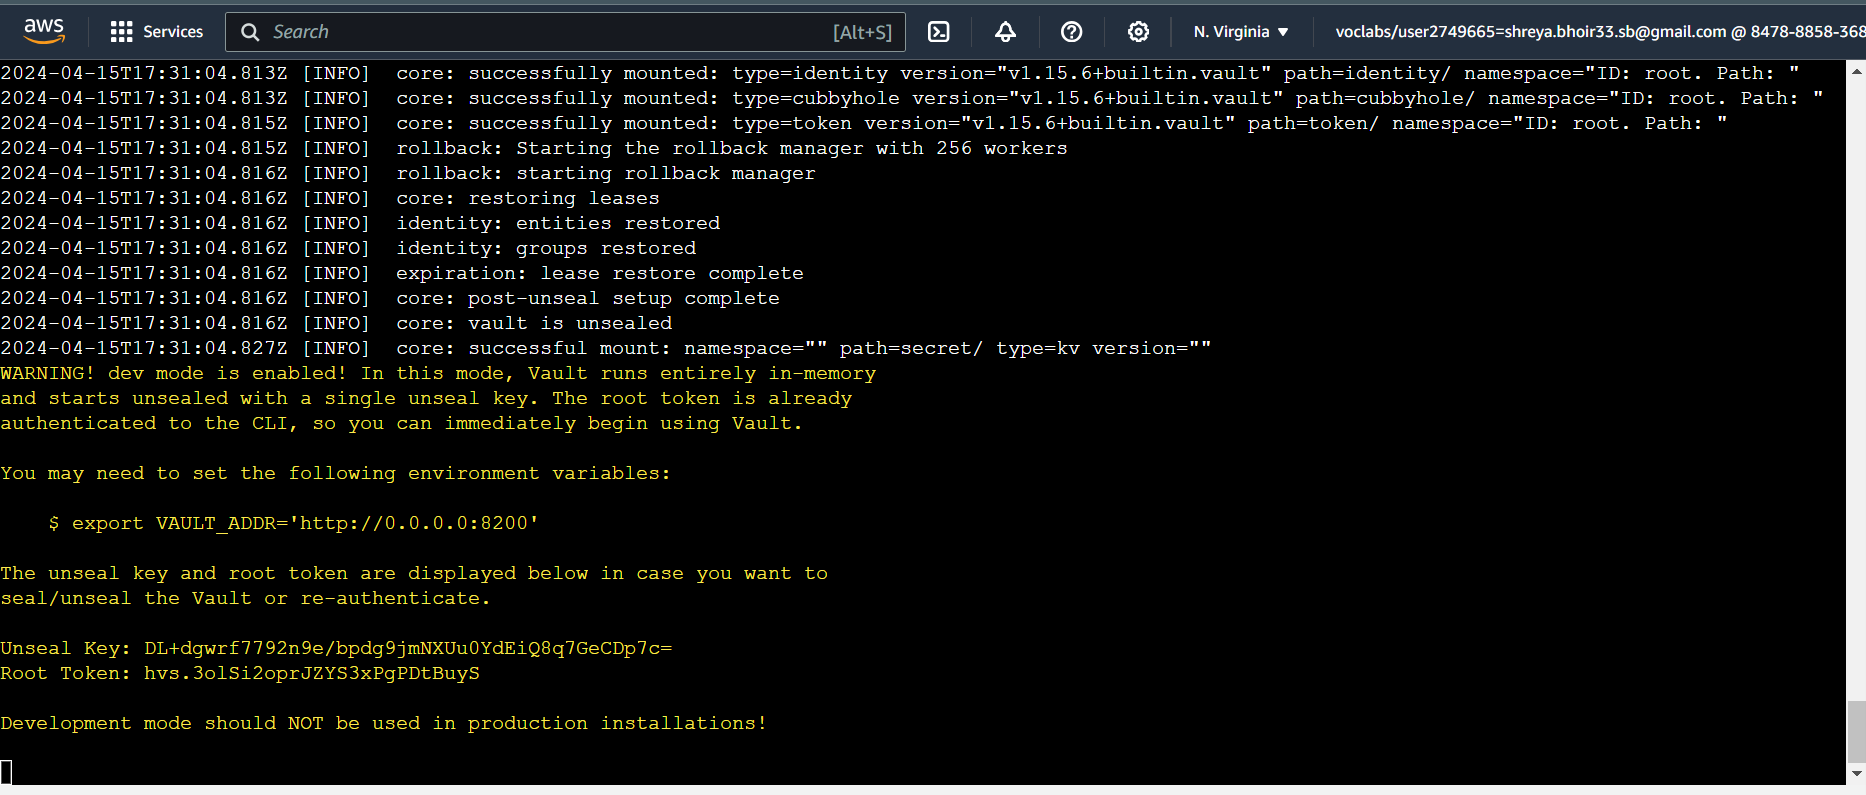 aws Services Search [Alt+S] N. Virginia voclabs/user2749665=shreya.bhoir33.sb@gmail.com @ 8478-8858-368
2024-04-15T17:31:04.813Z [INFO]  core: successfully mounted: type=identity version="v1.15.6+builtin.vault" path=identity/ namespace="ID: root. Path: "
2024-04-15T17:31:04.813Z [INFO]  core: successfully mounted: type=cubbyhole version="v1.15.6+builtin.vault" path=cubbyhole/ namespace="ID: root. Path: "
2024-04-15T17:31:04.815Z [INFO]  core: successfully mounted: type=token version="v1.15.6+builtin.vault" path=token/ namespace="ID: root. Path: "
2024-04-15T17:31:04.815Z [INFO]  rollback: Starting the rollback manager with 256 workers
2024-04-15T17:31:04.816Z [INFO]  rollback: starting rollback manager
2024-04-15T17:31:04.816Z [INFO]  core: restoring leases
2024-04-15T17:31:04.816Z [INFO]  identity: entities restored
2024-04-15T17:31:04.816Z [INFO]  identity: groups restored
2024-04-15T17:31:04.816Z [INFO]  expiration: lease restore complete
2024-04-15T17:31:04.816Z [INFO]  core: post-unseal setup complete
2024-04-15T17:31:04.816Z [INFO]  core: vault is unsealed
2024-04-15T17:31:04.827Z [INFO]  core: successful mount: namespace="" path=secret/ type=kv version=""
WARNING! dev mode is enabled! In this mode, Vault runs entirely in-memory
and starts unsealed with a single unseal key. The root token is already
authenticated to the CLI, so you can immediately begin using Vault.
You may need to set the following environment variables:
$ export VAULT_ADDR='http://0.0.0.0:8200'
The unseal key and root token are displayed below in case you want to
seal/unseal the Vault or re-authenticate.
Unseal Key: DL+dgwrf7792n9e/bpdg9jmNXUu0YdEiQ8q7GeCDp7c=
Root Token: hvs.3olSi2oprJZYS3xPgPDtBuyS
Development mode should NOT be used in production installations!